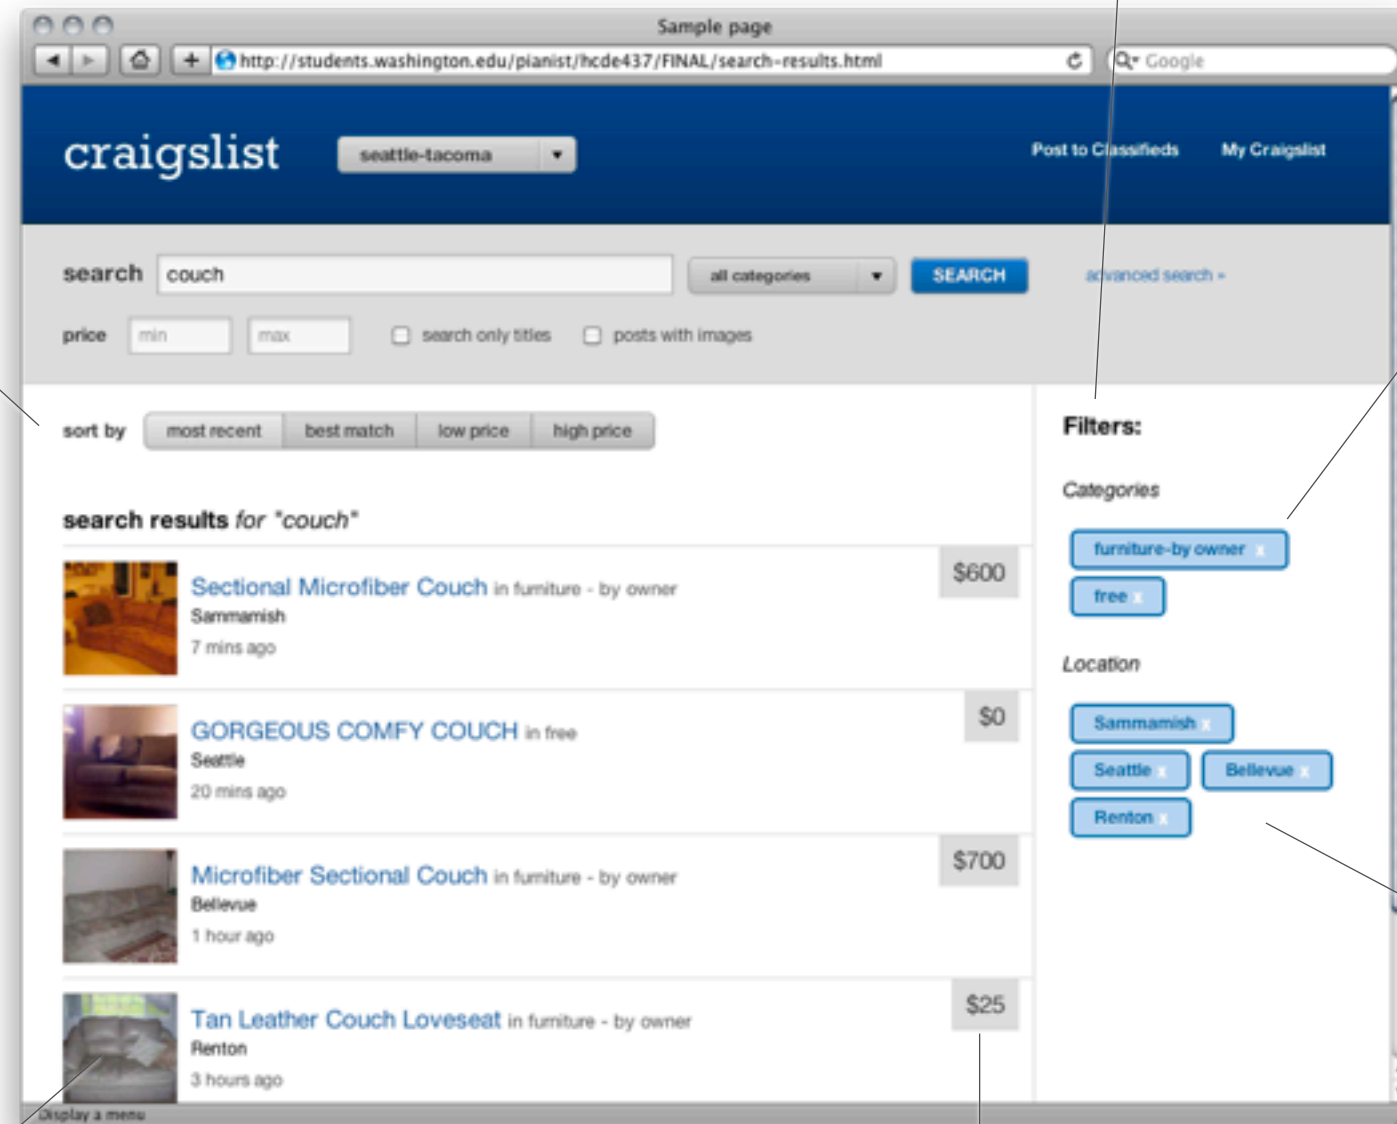 Sample page
http://students.washington.edu/pianist/hcde437/FINAL/search-results.html
Google
craigslist
seattle-tacoma
Post to Classifieds
My Craigslist
search couch all categories SEARCH advanced search »
price min max search only titles posts with images
sort by most recent best match low price high price
search results for "couch"
Sectional Microfiber Couch in furniture - by owner
$600
Sammamish
7 mins ago
GORGEOUS COMFY COUCH in free
$0
Seattle
20 mins ago
Microfiber Sectional Couch in furniture - by owner
$700
Bellevue
1 hour ago
Tan Leather Couch Loveseat in furniture - by owner
$25
Renton
3 hours ago
Filters:
Categories
furniture-by owner x
free x
Location
Sammamish x
Seattle x Bellevue x
Renton x
Display a menu